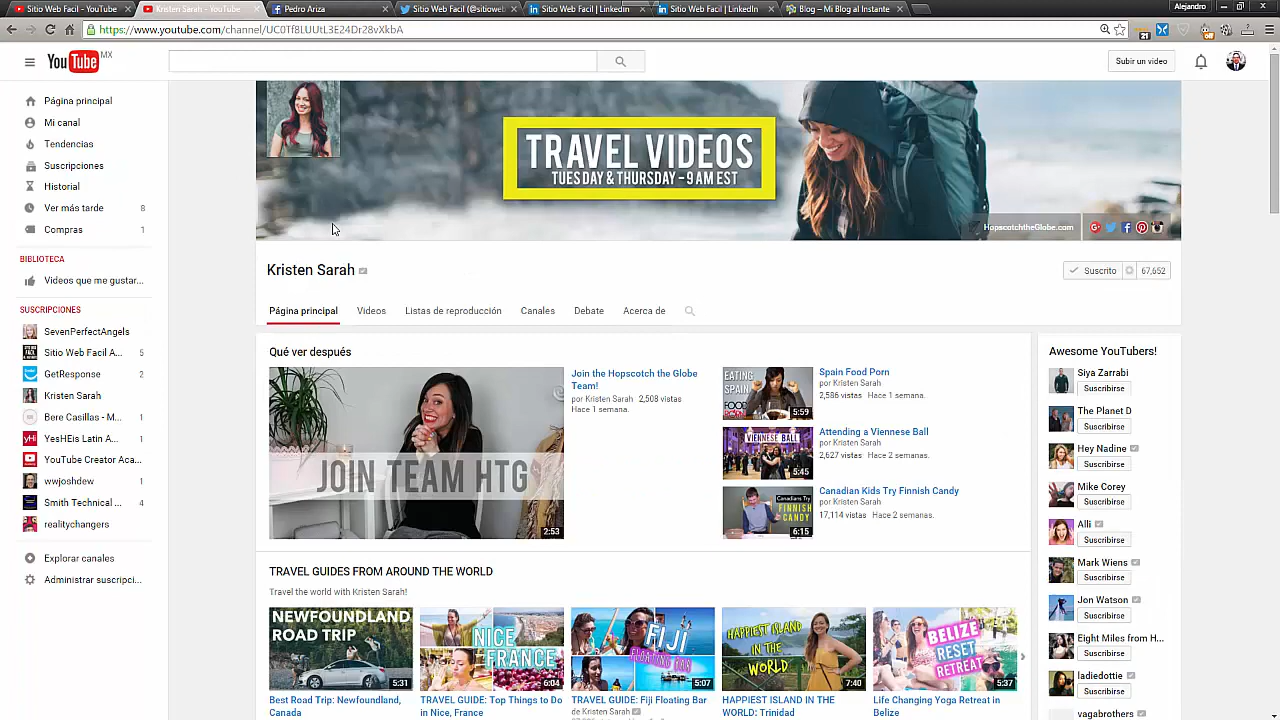 Sitio Web Facil - YouTube
Kristen Sarah - YouTube
Pedro Ariza
Sitio Web Facil (@sitiowel
Sitio Web Facil | LinkedIn
Sitio Web Facil | LinkedIn
Blog – Mi Blog al Instante
Alejandro
https://www.youtube.com/channel/UC0Tf8LUUtL3E24Dr28vXkbA
21
off
YouTube MX
Subir un video
Página principal
Mi canal
Tendencias
Suscripciones
Historial
Ver más tarde 8
Compras 1
BIBLIOTECA
Videos que me gustar...
SUSCRIPCIONES
SevenPerfectAngels
Sitio Web Facil A... 5
GetResponse 2
Kristen Sarah
Bere Casillas - M... 1
YesHEis Latin A... 1
YouTube Creator Aca...
wwjoshdew 1
Smith Technical ... 4
realitychangers
Explorar canales
Administrar suscripci...
TRAVEL VIDEOS
TUESDAY & THURSDAY – 9 AM EST
HopscotchtheGlobe.com
Kristen Sarah
Suscrito 67,652
Página principal Videos Listas de reproducción Canales Debate Acerca de
Qué ver después
JOIN TEAM HTG
2:53
Join the Hopscotch the Globe
Team!
por Kristen Sarah 2,508 vistas
Hace 1 semana.
EATING
SPAIN
FOOD
5:59
Spain Food Porn
por Kristen Sarah
2,586 vistas Hace 1 semana.
VIENNESE BALL
5:45
Attending a Viennese Ball
por Kristen Sarah
2,627 vistas Hace 2 semanas.
Canadians Try
FINNISH
CANDY
6:15
Canadian Kids Try Finnish Candy
por Kristen Sarah
17,114 vistas Hace 2 semanas.
TRAVEL GUIDES FROM AROUND THE WORLD
Travel the world with Kristen Sarah!
NEWFOUNDLAND
ROAD TRIP
5:31
Best Road Trip: Newfoundland,
Canada
NICE
FRANCE
6:04
TRAVEL GUIDE: Top Things to Do
in Nice, France
FIJI
FLOATING BAR
5:07
TRAVEL GUIDE: Fiji Floating Bar
de Kristen Sarah
HAPPIEST ISLAND
IN THE
WORLD
7:40
HAPPIEST ISLAND IN THE
WORLD: Trinidad
BELIZE
RESET
RETREAT
5:37
Life Changing Yoga Retreat in
Belize
Awesome YouTubers!
Siya Zarrabi
Suscribirse
The Planet D
Suscribirse
Hey Nadine
Suscribirse
Mike Corey
Suscribirse
Alli
Suscribirse
Mark Wiens
Suscribirse
Jon Watson
Suscribirse
Eight Miles from H...
Suscribirse
ladiedottie
Suscribirse
vagabrothers